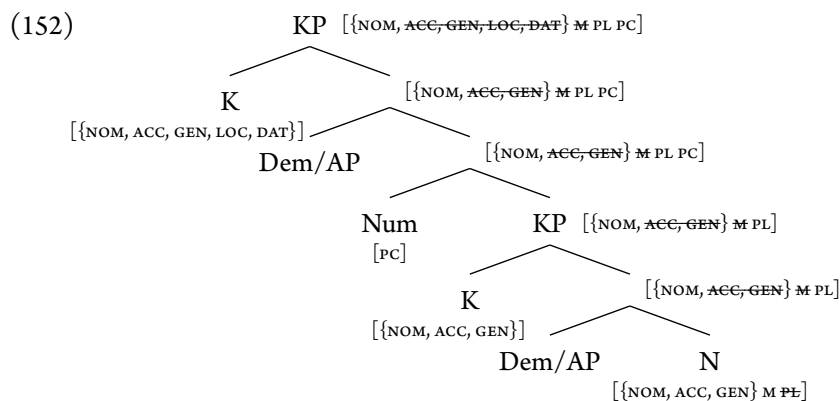 (152) KP [{NOM, ACC, GEN, LOC, DAT} M PL PC]
K [{NOM, ACC, GEN} M PL PC]
[{NOM, ACC, GEN, LOC, DAT}]
Dem/AP [{NOM, ACC, GEN} M PL PC]
Num KP [{NOM, ACC, GEN} M PL]
[PC]
K [{NOM, ACC, GEN} M PL]
[{NOM, ACC, GEN}]
Dem/AP N
[{NOM, ACC, GEN} M PL]